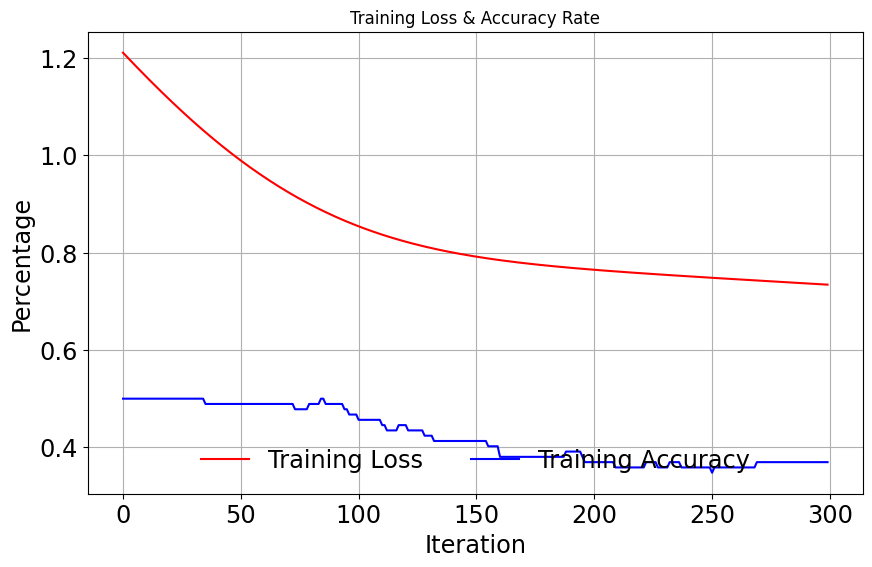 Training Loss & Accuracy Rate
1.2
1.0
0.8
0.6
0.4
Percentage
Training Loss
Training Accuracy
0 50 100 150 200 250 300
Iteration